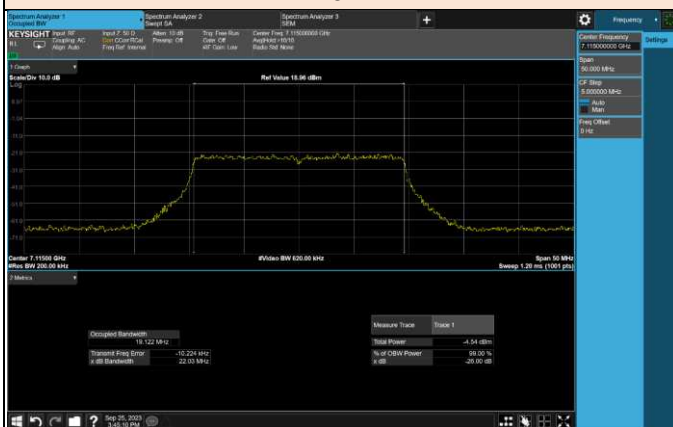 Spectrum Analyzer 1
Occupied BW
Spectrum Analyzer 2
Swept SA
Spectrum Analyzer 3
SEM
+
Frequency
KEYSIGHT
Input: RF
Coupling: AC
Align: Auto
Input Z: 50 Ω
Corr CCorr RCal
Freq Ref: Internal
Atten: 10 dB
Preamp: Off
Trig: Free Run
Gate: Off
#IF Gain: Low
Center Freq: 7.115000000 GHz
Avg|Hold:>10/10
Radio Std: None
Center Frequency
7.115000000 GHz
Settings
Span
50.000 MHz
CF Step
5.000000 MHz
Auto
Man
Freq Offset
0 Hz
1 Graph
Scale/Div 10.0 dB
Ref Value 18.96 dBm
Log
Center 7.11500 GHz
#Res BW 200.00 kHz
#Video BW 620.00 kHz
Span 50 MHz
Sweep 1.20 ms (1001 pts)
2 Metrics
Occupied Bandwidth
19.122 MHz
Transmit Freq Error -10.224 kHz
x dB Bandwidth 22.03 MHz
Measure Trace Trace 1
Total Power -4.54 dBm
% of OBW Power 99.00 %
x dB -26.00 dB
?
Sep 25, 2023
3:45:10 PM